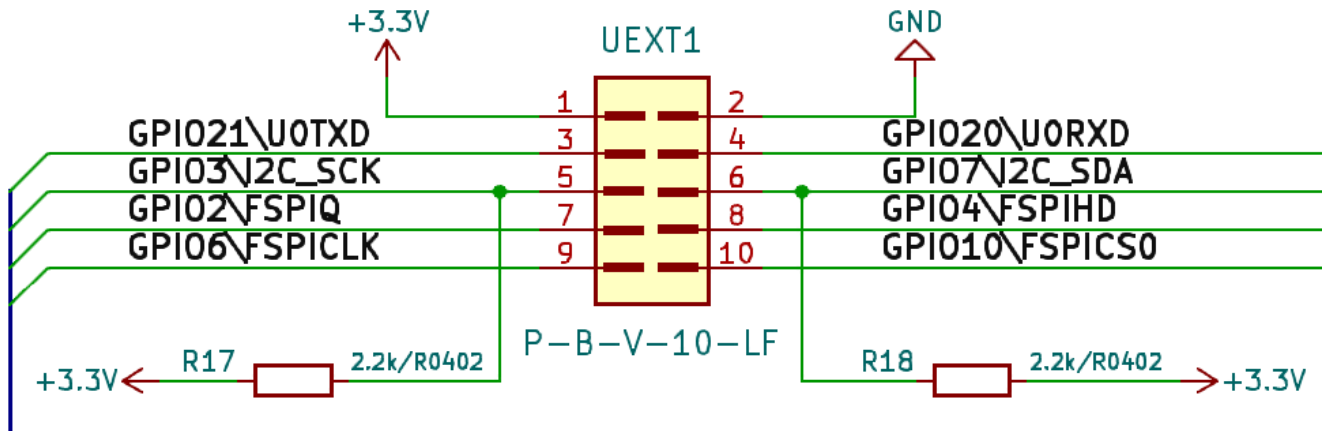 +3.3V
GND
UEXT1
1
2
GPIO21\U0TXD
3
4
GPIO20\U0RXD
GPIO3\I2C_SCK
5
6
GPIO7\I2C_SDA
GPIO2\FSPIQ
7
8
GPIO4\FSPIHD
GPIO6\FSPICLK
9
10
GPIO10\FSPICS0
P-B-V-10-LF
R17
2.2k/R0402
+3.3V
R18
2.2k/R0402
+3.3V